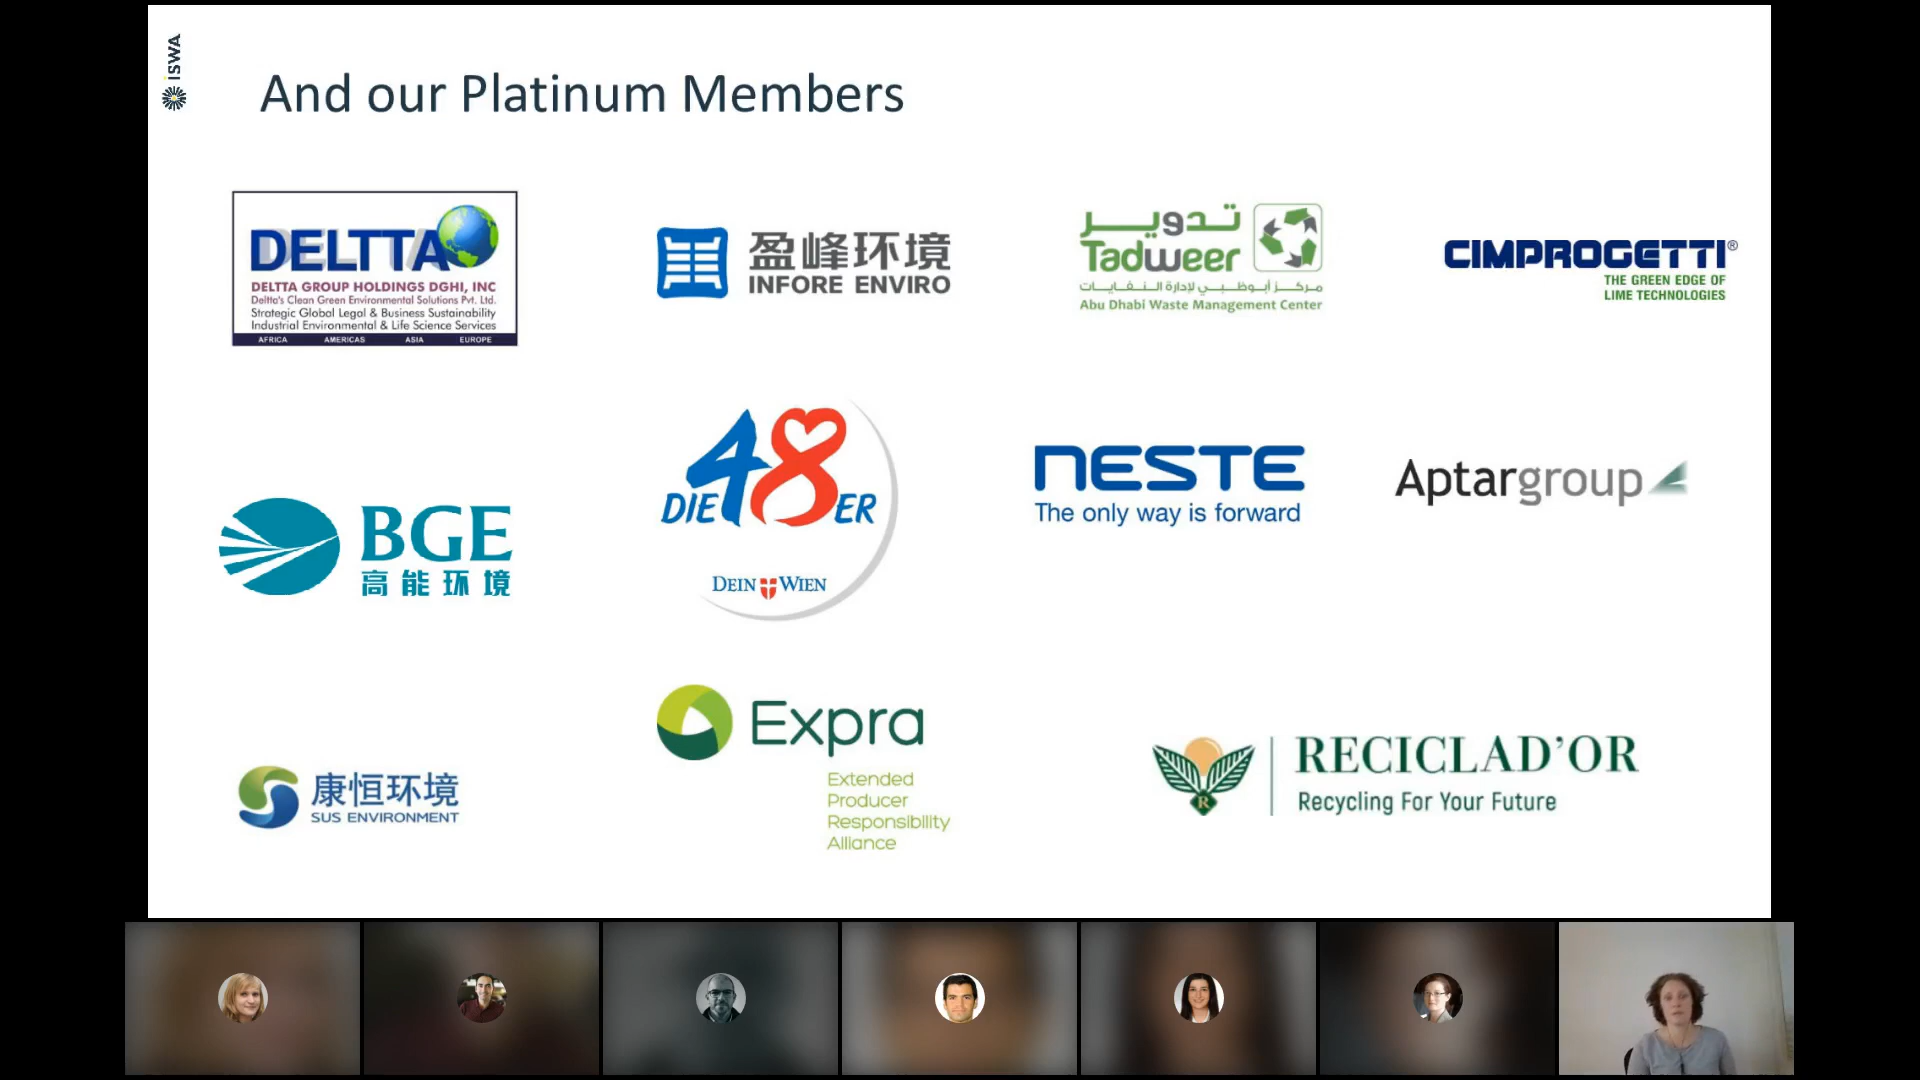 ISWA
And our Platinum Members
DELTTA
DELTTA GROUP HOLDINGS DGHI, INC
Deltta's Clean Green Environmental Solutions Pvt. Ltd.
Strategic Global Legal & Business Sustainability
Industrial Environmental & Life Science Services
AFRICA AMERICAS ASIA EUROPE
盈峰环境
INFORE ENVIRO
تدوير
Tadweer
مركز أبوظبي لإدارة النفايات
Abu Dhabi Waste Management Center
CIMPROGETTI®
THE GREEN EDGE OF
LIME TECHNOLOGIES
BGE
高能环境
DIE 48ER
DEIN WIEN
NESTE
The only way is forward
Aptargroup
康恒环境
SUS ENVIRONMENT
Expra
Extended
Producer
Responsibility
Alliance
R
RECICLAD'OR
Recycling For Your Future